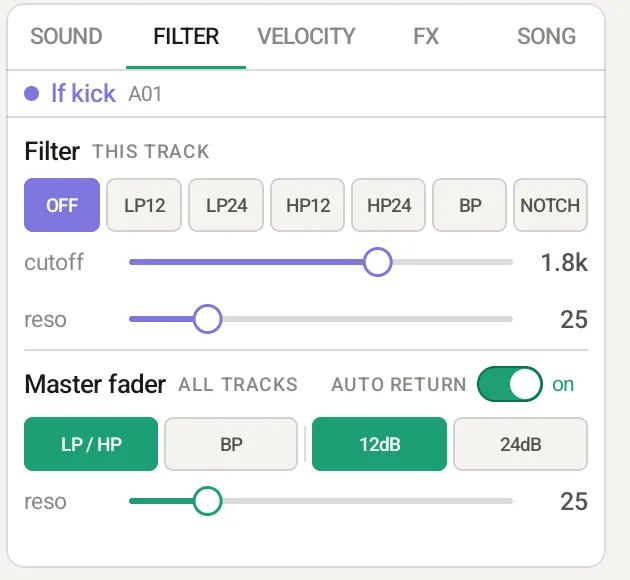 SOUND FILTER VELOCITY FX SONG
lf kick A01
Filter THIS TRACK
OFF LP12 LP24 HP12 HP24 BP NOTCH
cutoff 1.8k
reso 25
Master fader ALL TRACKS AUTO RETURN on
LP / HP BP 12dB 24dB
reso 25